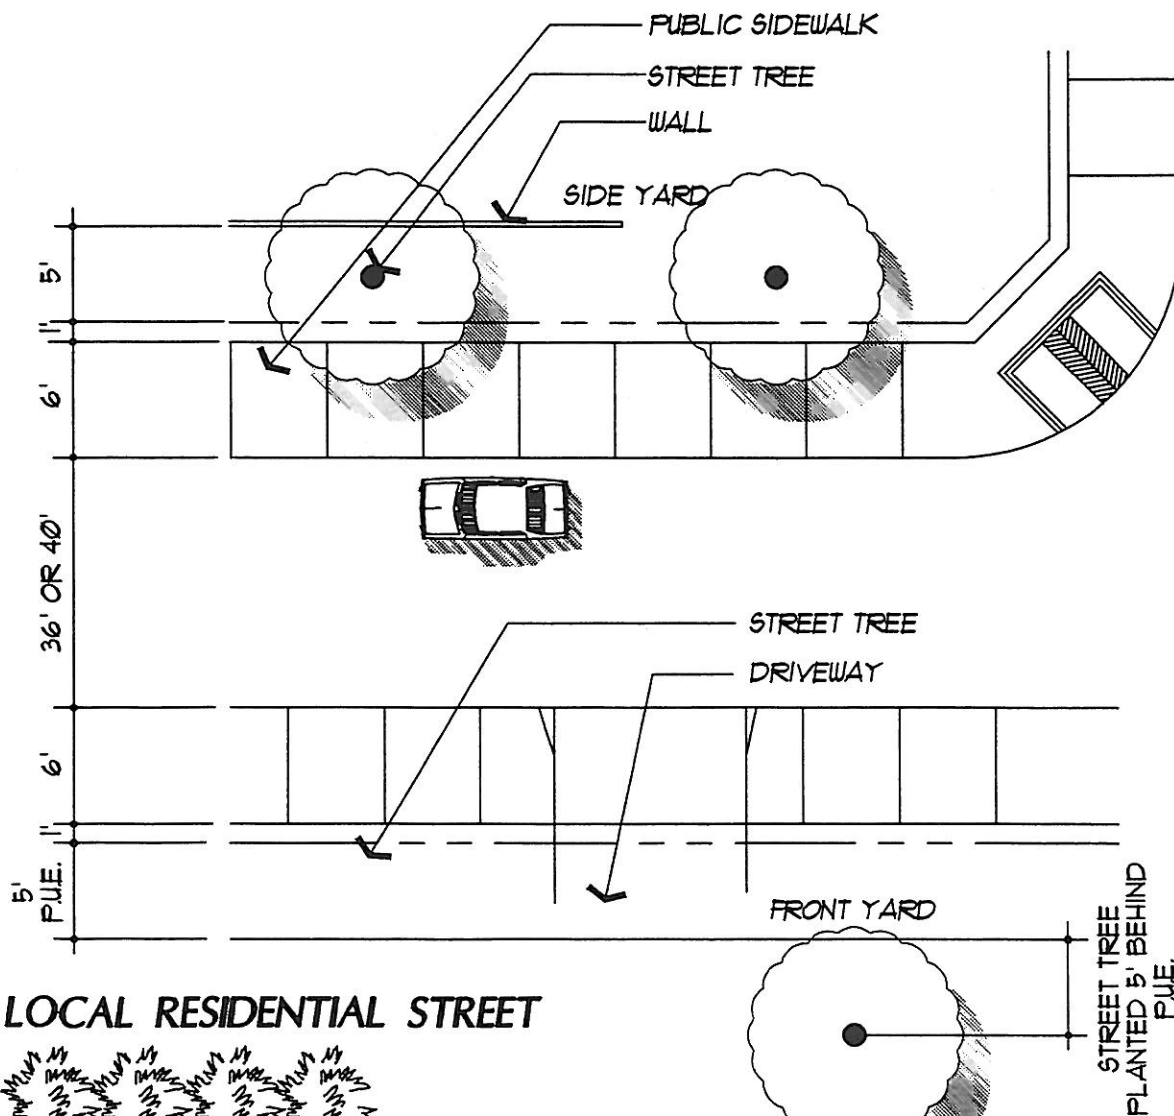 PUBLIC SIDEWALK
STREET TREE
WALL
SIDE YARD
5'
1'
6'
36' OR 40'
STREET TREE
DRIVEWAY
6'
1'
5'
P.U.E.
FRONT YARD
STREET TREE
PLANTED 5' BEHIND
P.U.E.
LOCAL RESIDENTIAL STREET